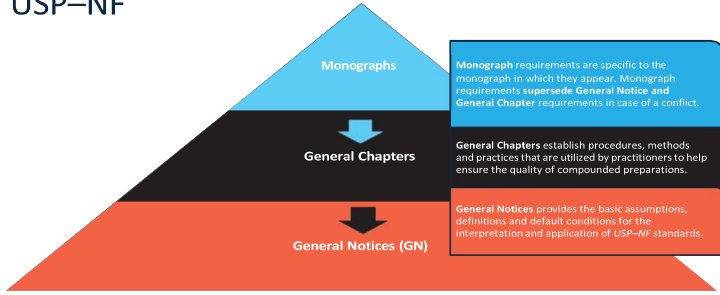 USP–NF
Monographs
Monograph requirements are specific to the
monograph in which they appear. Monograph
requirements supersede General Notice and
General Chapter requirements in case of a conflict.
General Chapters
General Chapters establish procedures, methods
and practices that are utilized by practitioners to help
ensure the quality of compounded preparations.
General Notices (GN)
General Notices provides the basic assumptions,
definitions and default conditions for the
interpretation and application of USP–NF standards.